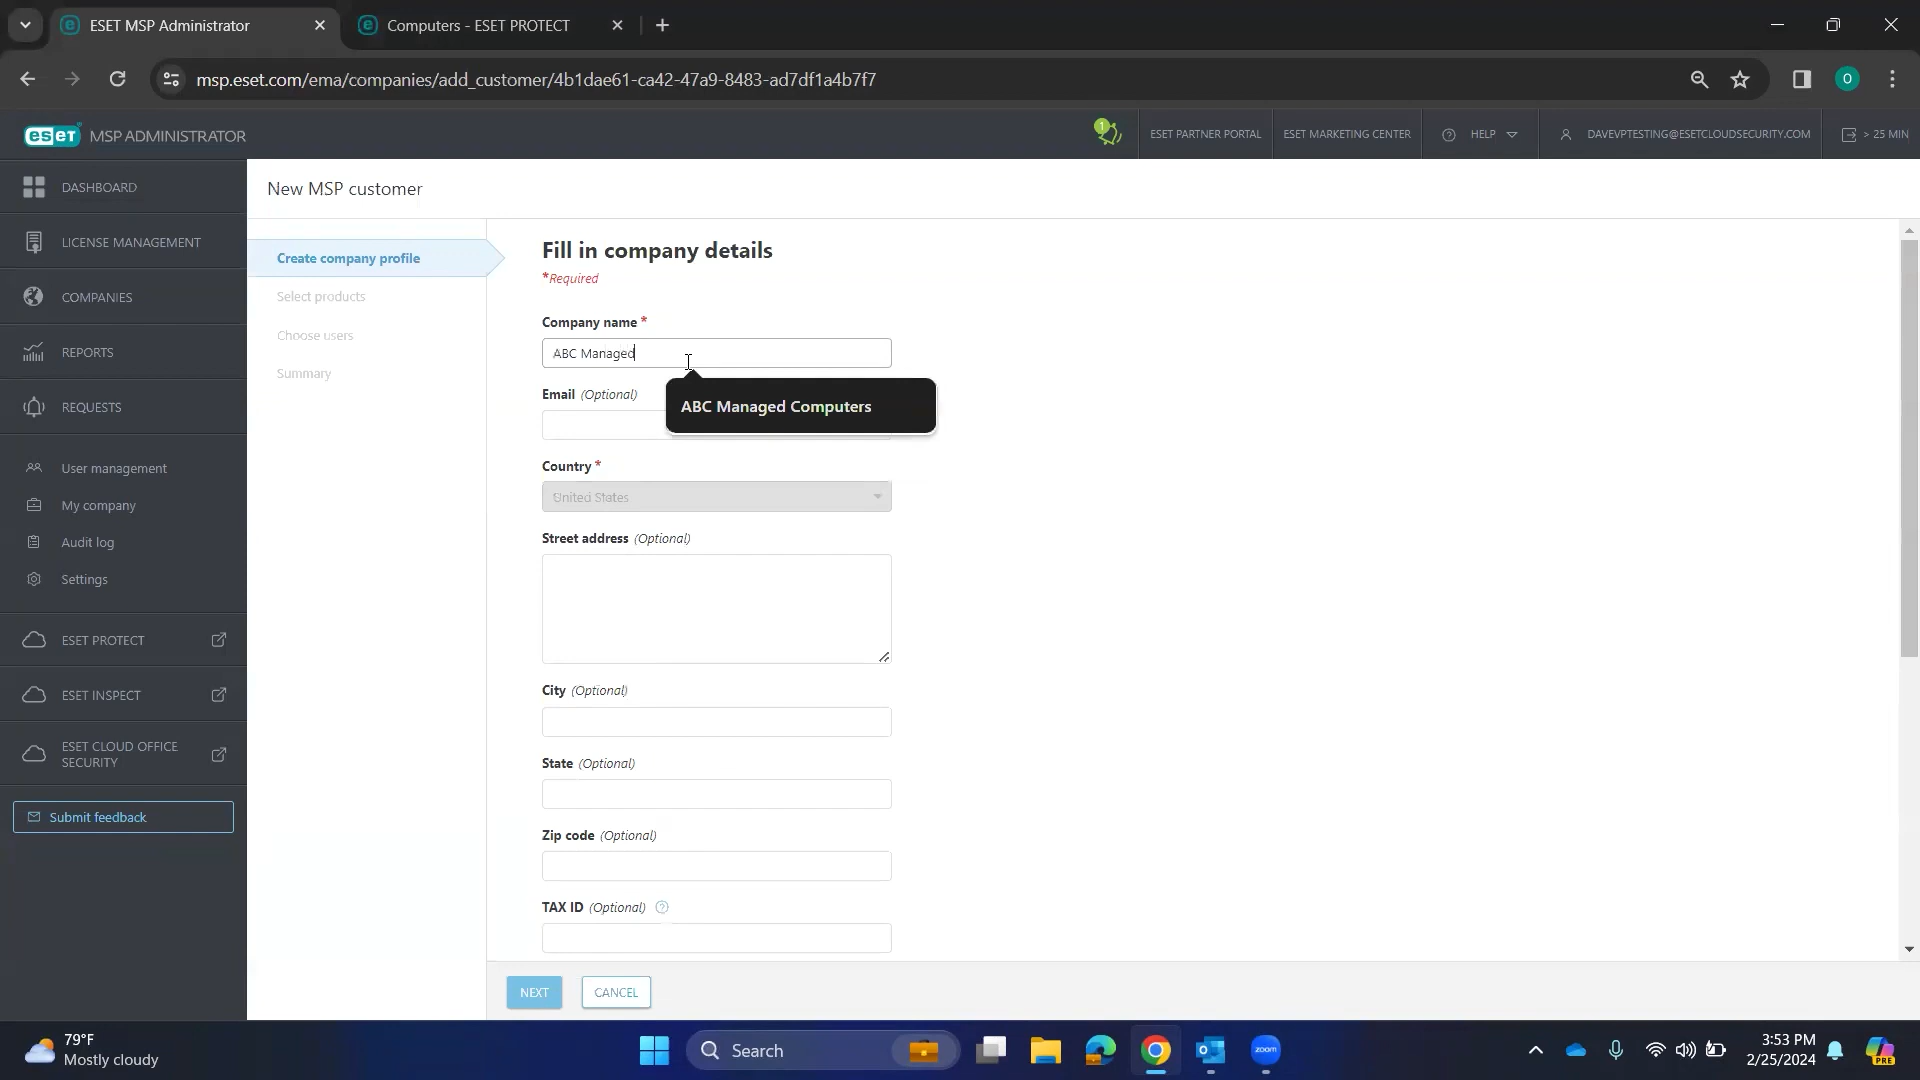 ESET MSP Administrator
Computers - ESET PROTECT
msp.eset.com/ema/companies/add_customer/4b1dae61-ca42-47a9-8483-ad7df1a4b7f7
O
eset MSP ADMINISTRATOR
1
ESET PARTNER PORTAL
ESET MARKETING CENTER
HELP
DAVEVPTESTING@ESETCLOUDSECURITY.COM
> 25 MIN
DASHBOARD
LICENSE MANAGEMENT
COMPANIES
REPORTS
REQUESTS
User management
My company
Audit log
Settings
ESET PROTECT
ESET INSPECT
ESET CLOUD OFFICE
SECURITY
Submit feedback
New MSP customer
Create company profile
Select products
Choose users
Summary
Fill in company details
*Required
Company name *
ABC Managed
ABC Managed Computers
Email (Optional)
Country *
United States
Street address (Optional)
City (Optional)
State (Optional)
Zip code (Optional)
TAX ID (Optional)
NEXT
CANCEL
79°F
Mostly cloudy
Search
zoom
3:53 PM
2/25/2024
PRE